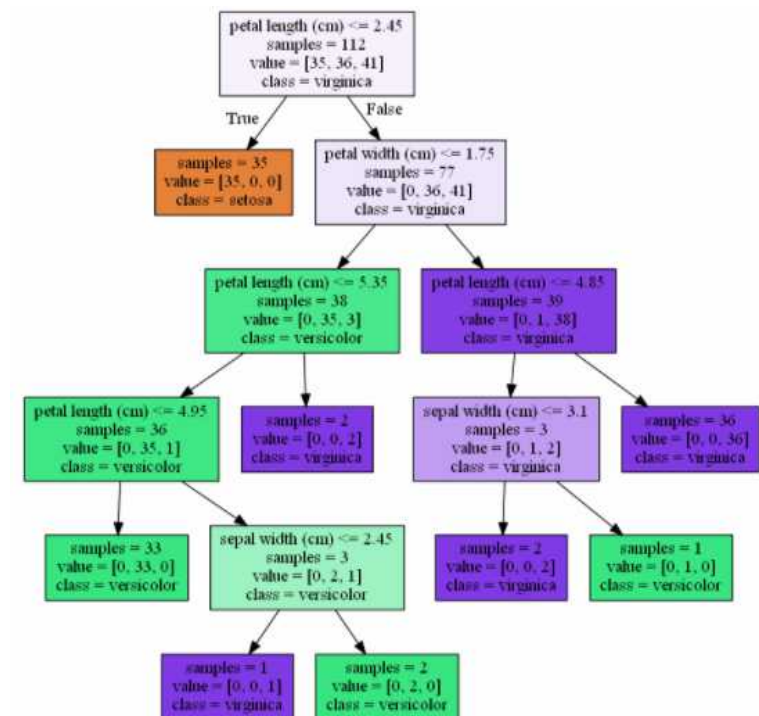 petal length (cm) <= 2.45
samples = 112
value = [35, 36, 41]
class = virginica
True
False
samples = 35
value = [35, 0, 0]
class = setosa
petal width (cm) <= 1.75
samples = 77
value = [0, 36, 41]
class = virginica
petal length (cm) <= 5.35
samples = 38
value = [0, 35, 3]
class = versicolor
petal length (cm) <= 4.85
samples = 39
value = [0, 1, 38]
class = virginica
petal length (cm) <= 4.95
samples = 36
value = [0, 35, 1]
class = versicolor
samples = 2
value = [0, 0, 2]
class = virginica
sepal width (cm) <= 3.1
samples = 3
value = [0, 1, 2]
class = virginica
samples = 36
value = [0, 0, 36]
class = virginica
samples = 33
value = [0, 33, 0]
class = versicolor
sepal width (cm) <= 2.45
samples = 3
value = [0, 2, 1]
class = versicolor
samples = 2
value = [0, 0, 2]
class = virginica
samples = 1
value = [0, 1, 0]
class = versicolor
samples = 1
value = [0, 0, 1]
class = virginica
samples = 2
value = [0, 2, 0]
class = versicolor